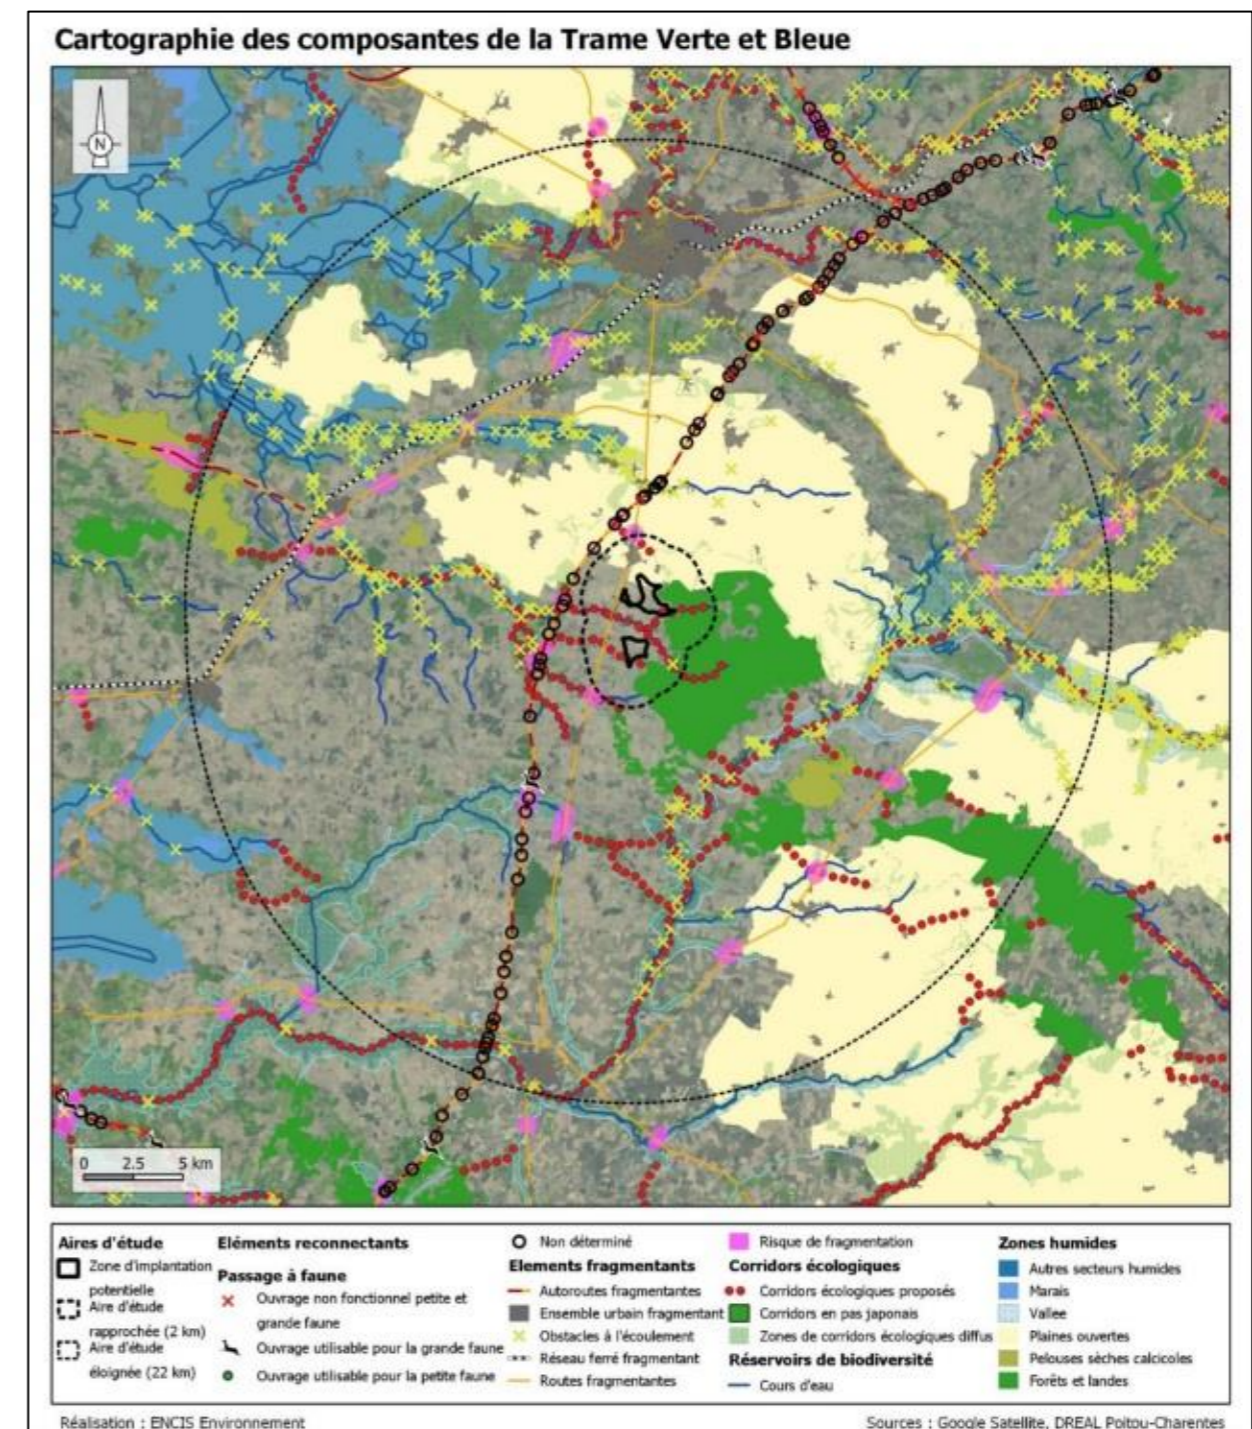 Cartographie des composantes de la Trame Verte et Bleue
N
0 2.5 5 km
Aires d'étude
Zone d'implantation
potentielle
Aire d'étude
rapprochée (2 km)
Aire d'étude
éloignée (22 km)
Eléments reconnectants
Passage à faune
Ouvrage non fonctionnel petite et
grande faune
Ouvrage utilisable pour la grande faune
Ouvrage utilisable pour la petite faune
Non déterminé
Elements fragmentants
Autoroutes fragmentantes
Ensemble urbain fragmentant
Obstacles à l'écoulement
Réseau ferré fragmentant
Routes fragmentantes
Risque de fragmentation
Corridors écologiques
Corridors écologiques proposés
Corridors en pas japonais
Zones de corridors écologiques diffus
Réservoirs de biodiversité
Cours d'eau
Zones humides
Autres secteurs humides
Marais
Vallee
Plaines ouvertes
Pelouses sèches calcicoles
Forêts et landes
Réalisation : ENCIS Environnement
Sources : Google Satellite, DREAL Poitou-Charentes